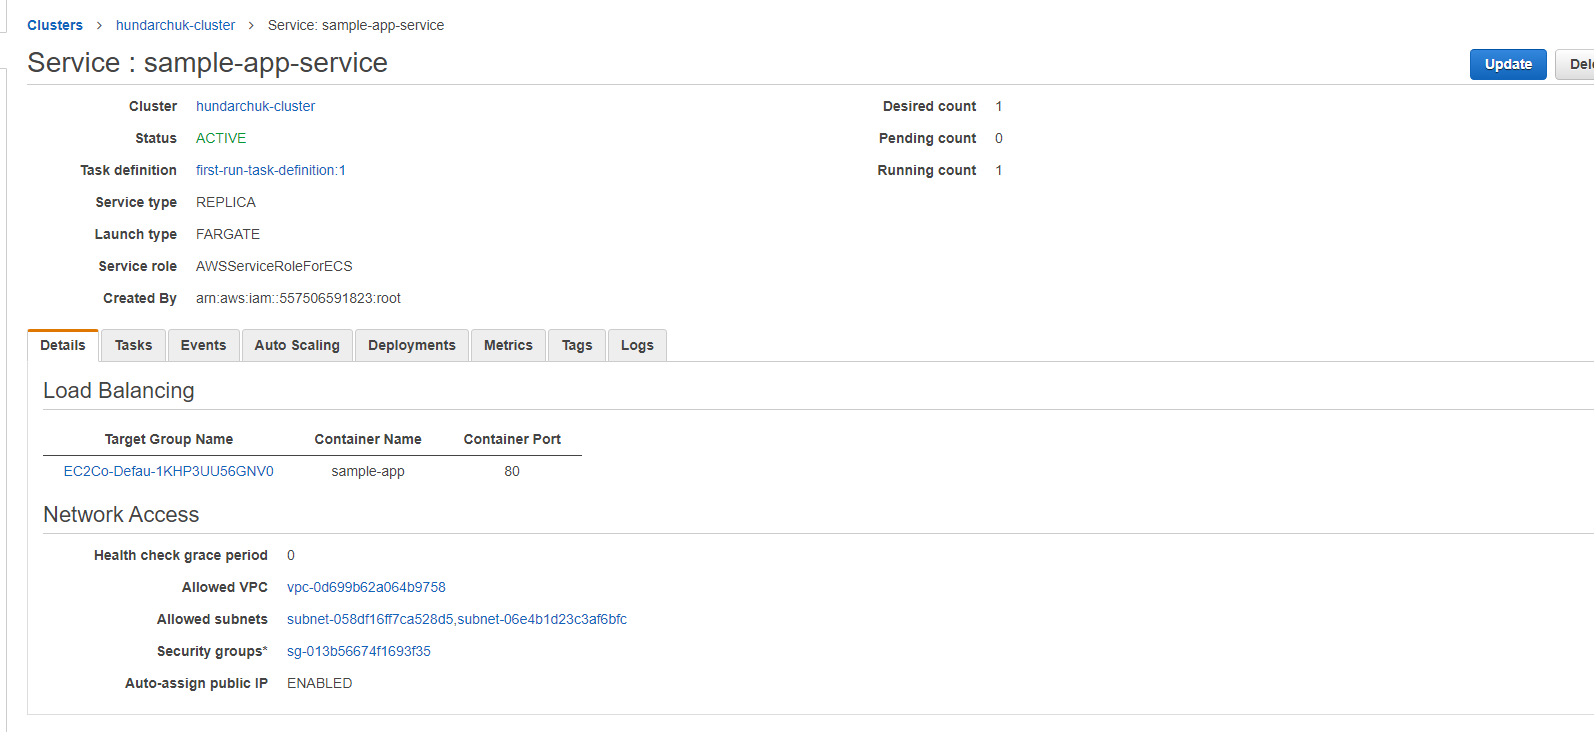 Clusters > hundarchuk-cluster > Service: sample-app-service
Service : sample-app-service
Update
Cluster hundarchuk-cluster
Status ACTIVE
Task definition first-run-task-definition:1
Service type REPLICA
Launch type FARGATE
Service role AWSServiceRoleForECS
Created By arn:aws:iam::557506591823:root
Desired count 1
Pending count 0
Running count 1
Details Tasks Events Auto Scaling Deployments Metrics Tags Logs
Load Balancing
Target Group Name Container Name Container Port
EC2Co-Defau-1KHP3UU56GNV0 sample-app 80
Network Access
Health check grace period 0
Allowed VPC vpc-0d699b62a064b9758
Allowed subnets subnet-058df16ff7ca528d5,subnet-06e4b1d23c3af6bfc
Security groups* sg-013b56674f1693f35
Auto-assign public IP ENABLED